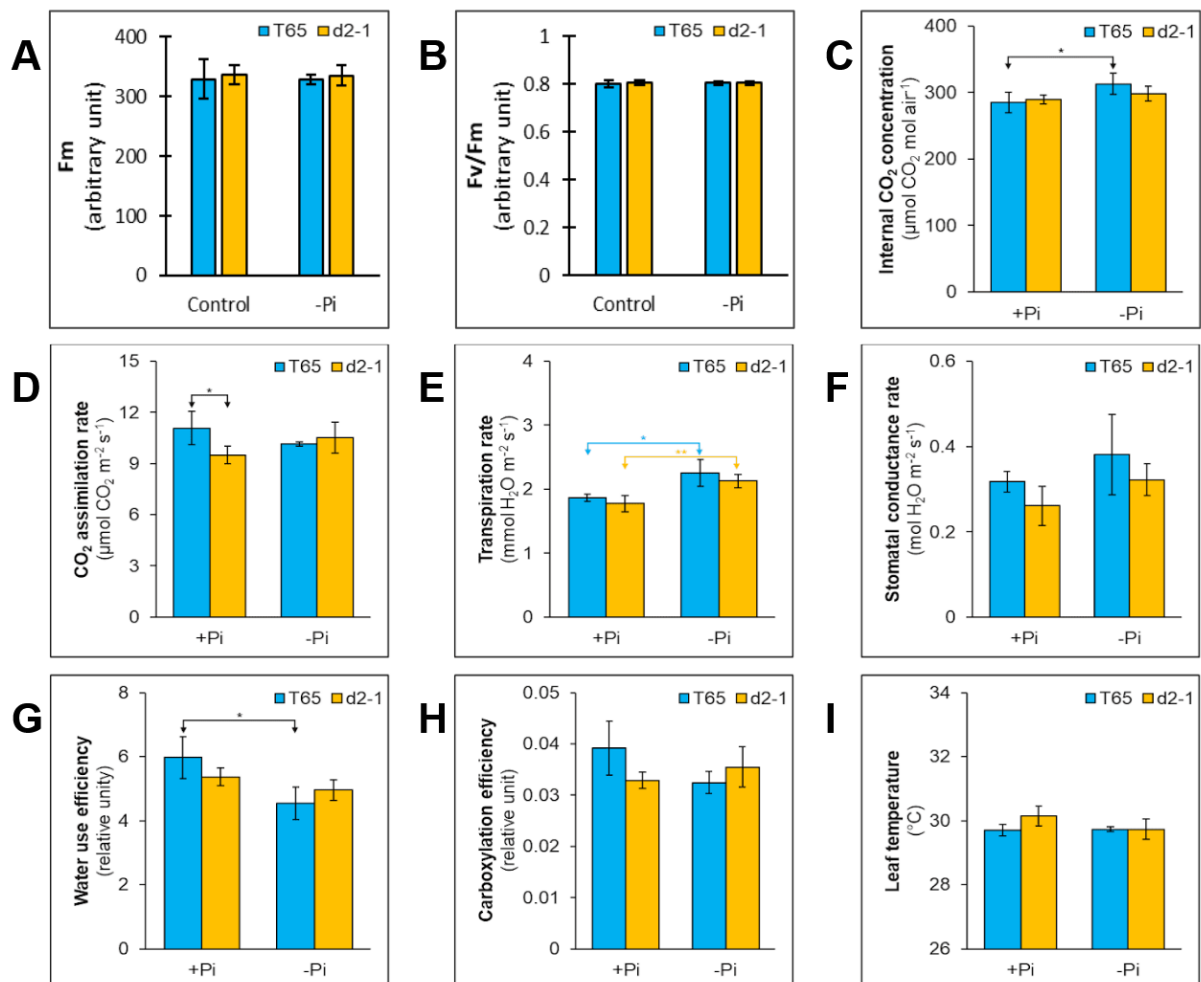 A
Fm
(arbitrary unit)
T65 d2-1
400
300
200
100
0
Control -Pi
B
Fv/Fm
(arbitrary unit)
T65 d2-1
1
0.8
0.6
0.4
0.2
0
Control -Pi
C
Internal CO₂ concentration
(µmol CO₂ mol air⁻¹)
T65 d2-1
400
300
200
100
0
*
+Pi -Pi
D
CO₂ assimilation rate
(µmol CO₂ m⁻² s⁻¹)
T65 d2-1
15
12
9
6
3
0
*
+Pi -Pi
E
Transpiration rate
(mmol H₂O m⁻² s⁻¹)
T65 d2-1
4
3
2
1
0
*
**
+Pi -Pi
F
Stomatal conductance rate
(mol H₂O m⁻² s⁻¹)
T65 d2-1
0.6
0.4
0.2
0
+Pi -Pi
G
Water use efficiency
(relative unity)
T65 d2-1
8
6
4
2
0
*
+Pi -Pi
H
Carboxylation efficiency
(relative unit)
T65 d2-1
0.05
0.04
0.03
0.02
0.01
0
+Pi -Pi
I
Leaf temperature
(°C)
T65 d2-1
34
32
30
28
26
+Pi -Pi